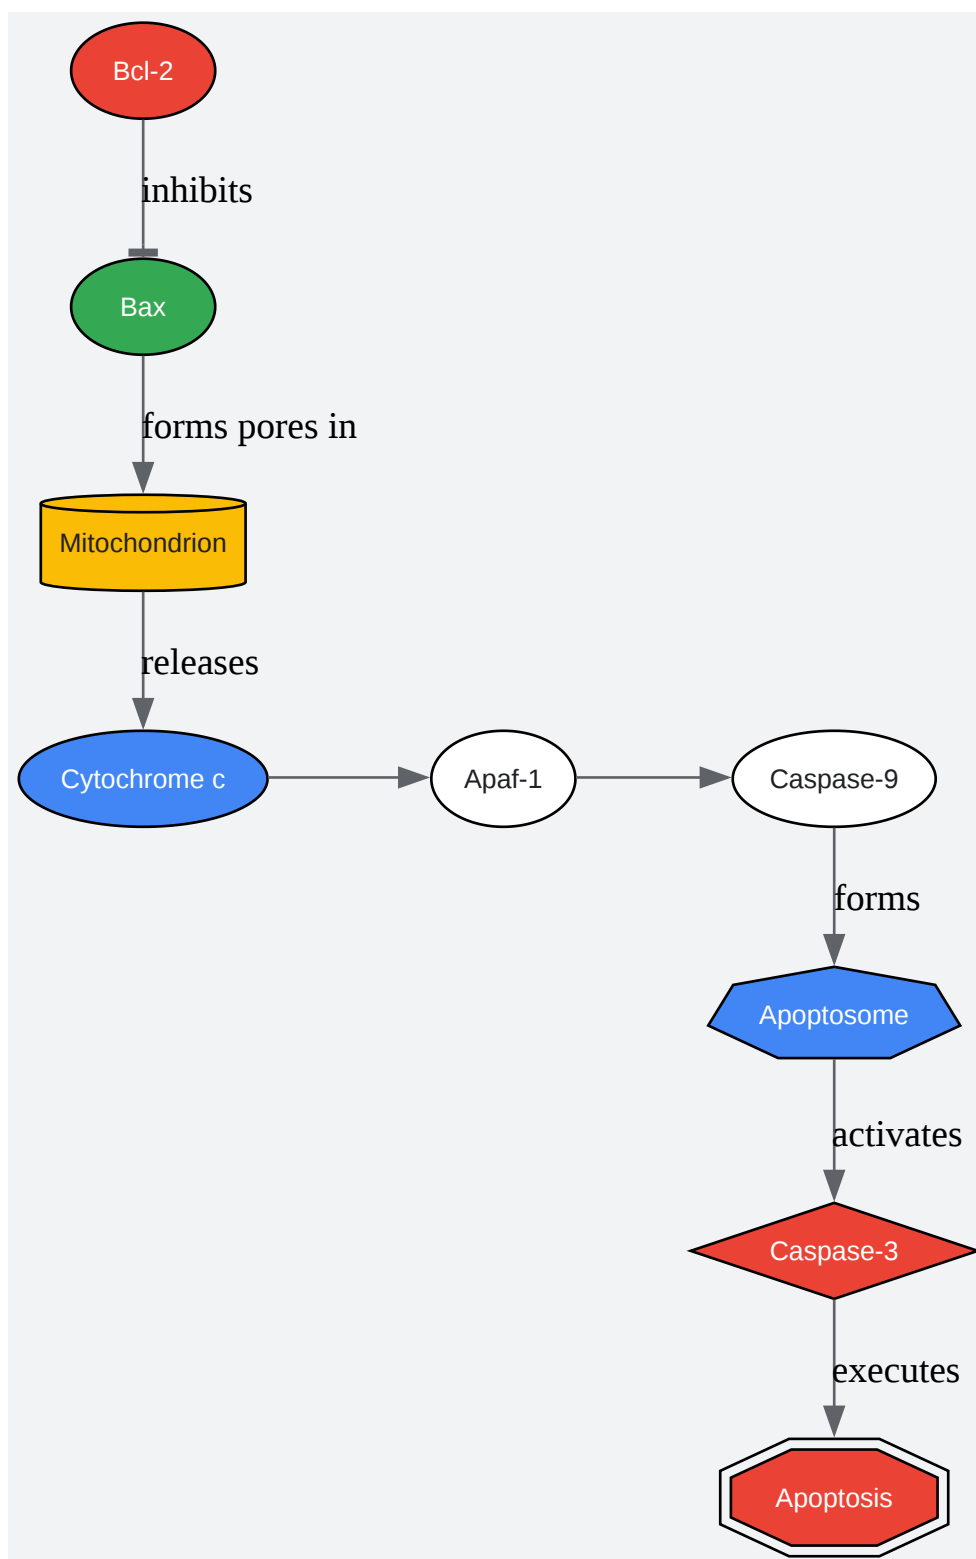 Bcl-2
inhibits
Bax
forms pores in
Mitochondrion
releases
Cytochrome c
Apaf-1
Caspase-9
forms
Apoptosome
activates
Caspase-3
executes
Apoptosis